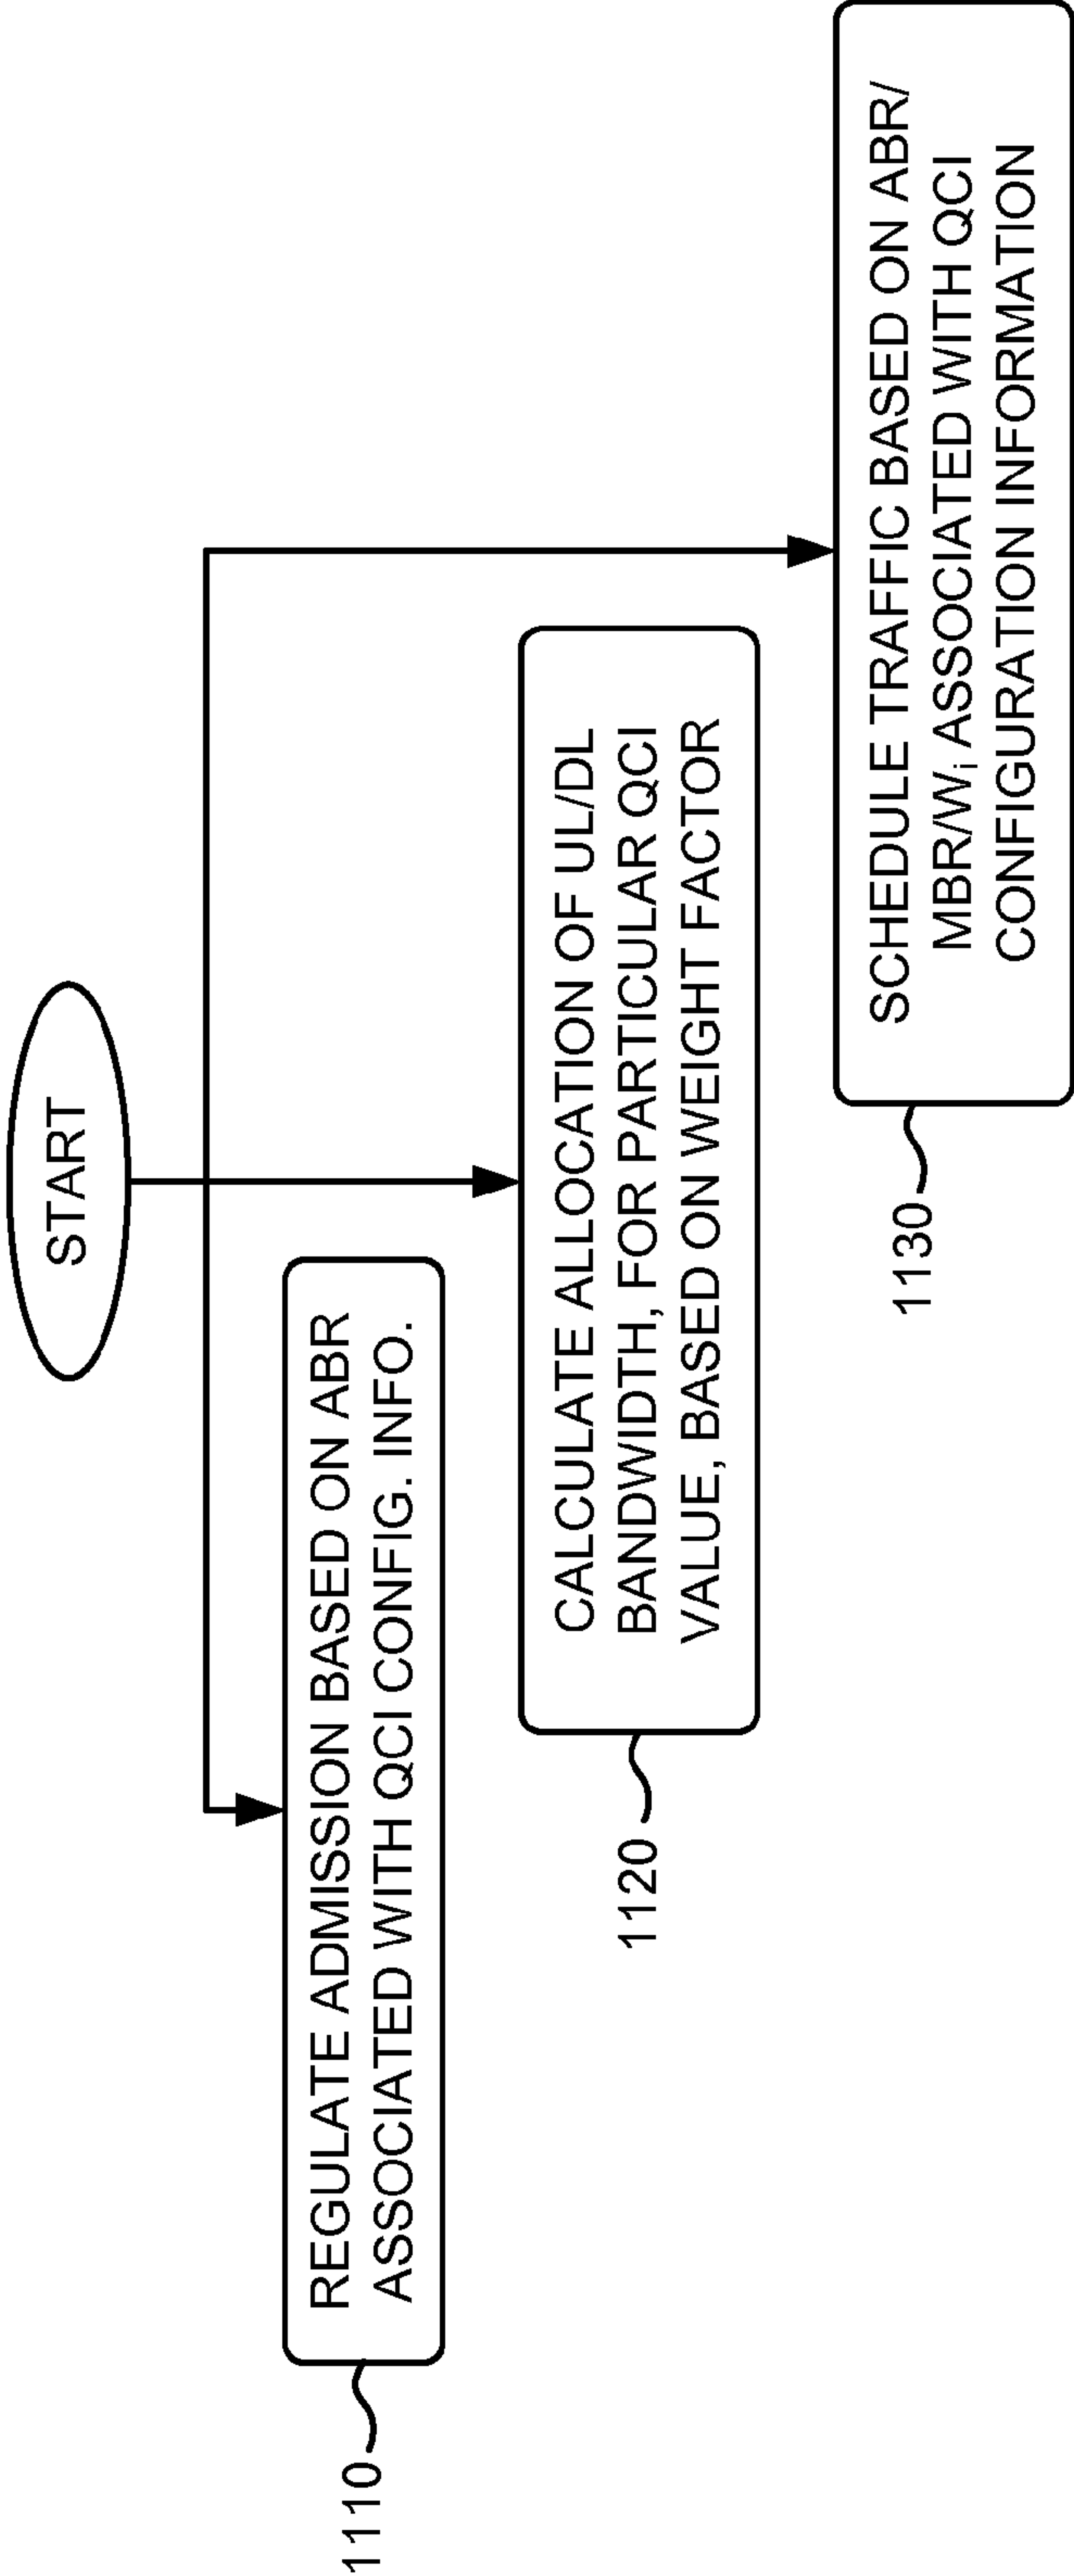 START
REGULATE ADMISSION BASED ON ABR
ASSOCIATED WITH QCI CONFIG. INFO.
1110
CALCULATE ALLOCATION OF UL/DL
BANDWIDTH, FOR PARTICULAR QCI
VALUE, BASED ON WEIGHT FACTOR
1120
SCHEDULE TRAFFIC BASED ON ABR/
MBR/Wi ASSOCIATED WITH QCI
CONFIGURATION INFORMATION
1130